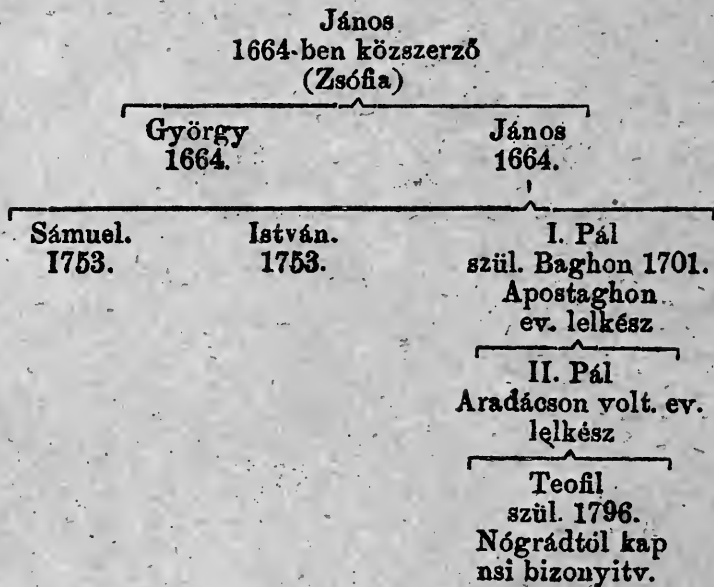 János
1664-ben közszerző
(Zsófia)
György
1664.
János
1664.
Sámuel.
1753.
István.
1753.
I. Pál
szül. Baghon 1701.
Apostaghon
ev. lelkész
II. Pál
Aradácson volt. ev.
lelkész
Teofil
szül. 1796.
Nógrádtól kap
nsi bizonyitv.